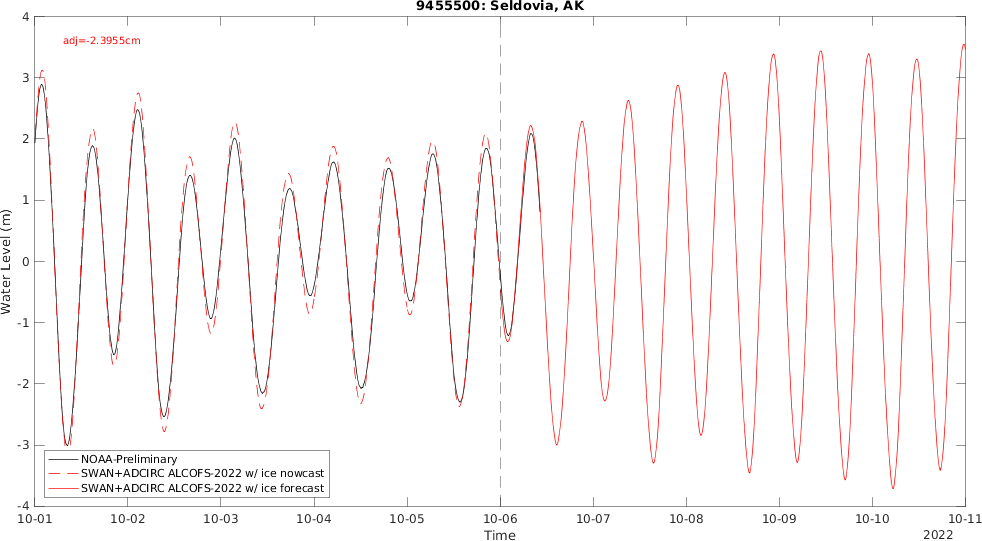 9455500: Seldovia, AK
adj=-2.3955cm
4
3
2
1
0
-1
-2
-3
-4
Water Level (m)
NOAA-Preliminary
SWAN+ADCIRC ALCOFS-2022 w/ ice nowcast
SWAN+ADCIRC ALCOFS-2022 w/ ice forecast
10-01 10-02 10-03 10-04 10-05 10-06 10-07 10-08 10-09 10-10 10-11
Time
2022